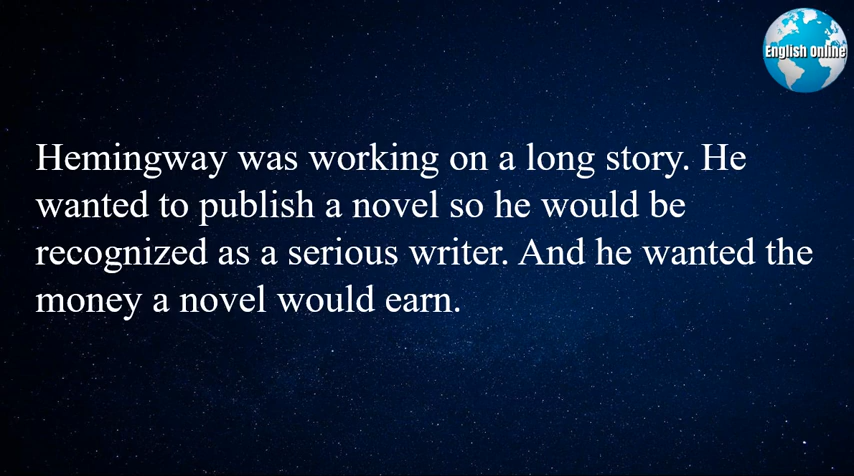 English Online
Hemingway was working on a long story. He
wanted to publish a novel so he would be
recognized as a serious writer. And he wanted the
money a novel would earn.